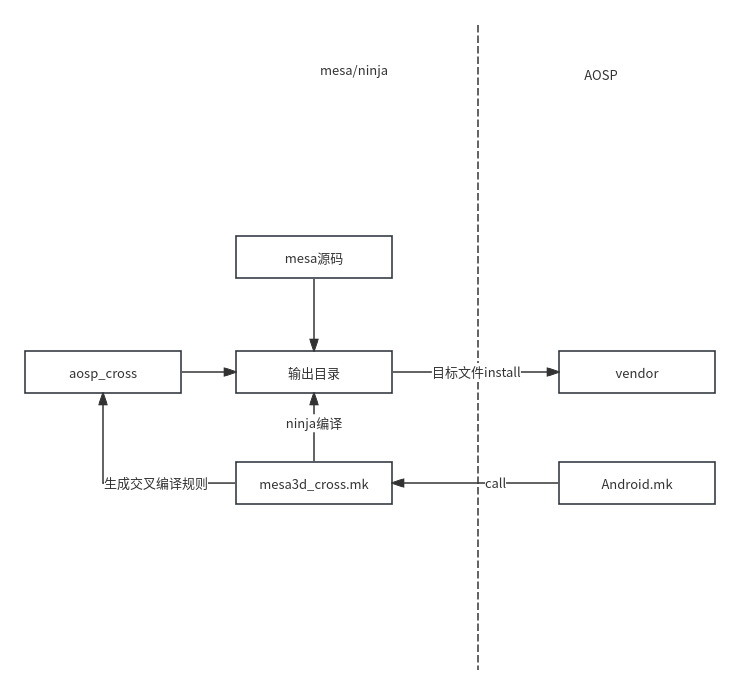 mesa/ninja
AOSP
mesa源码
aosp_cross
输出目录
目标文件install
vendor
ninja编译
生成交叉编译规则
mesa3d_cross.mk
call
Android.mk